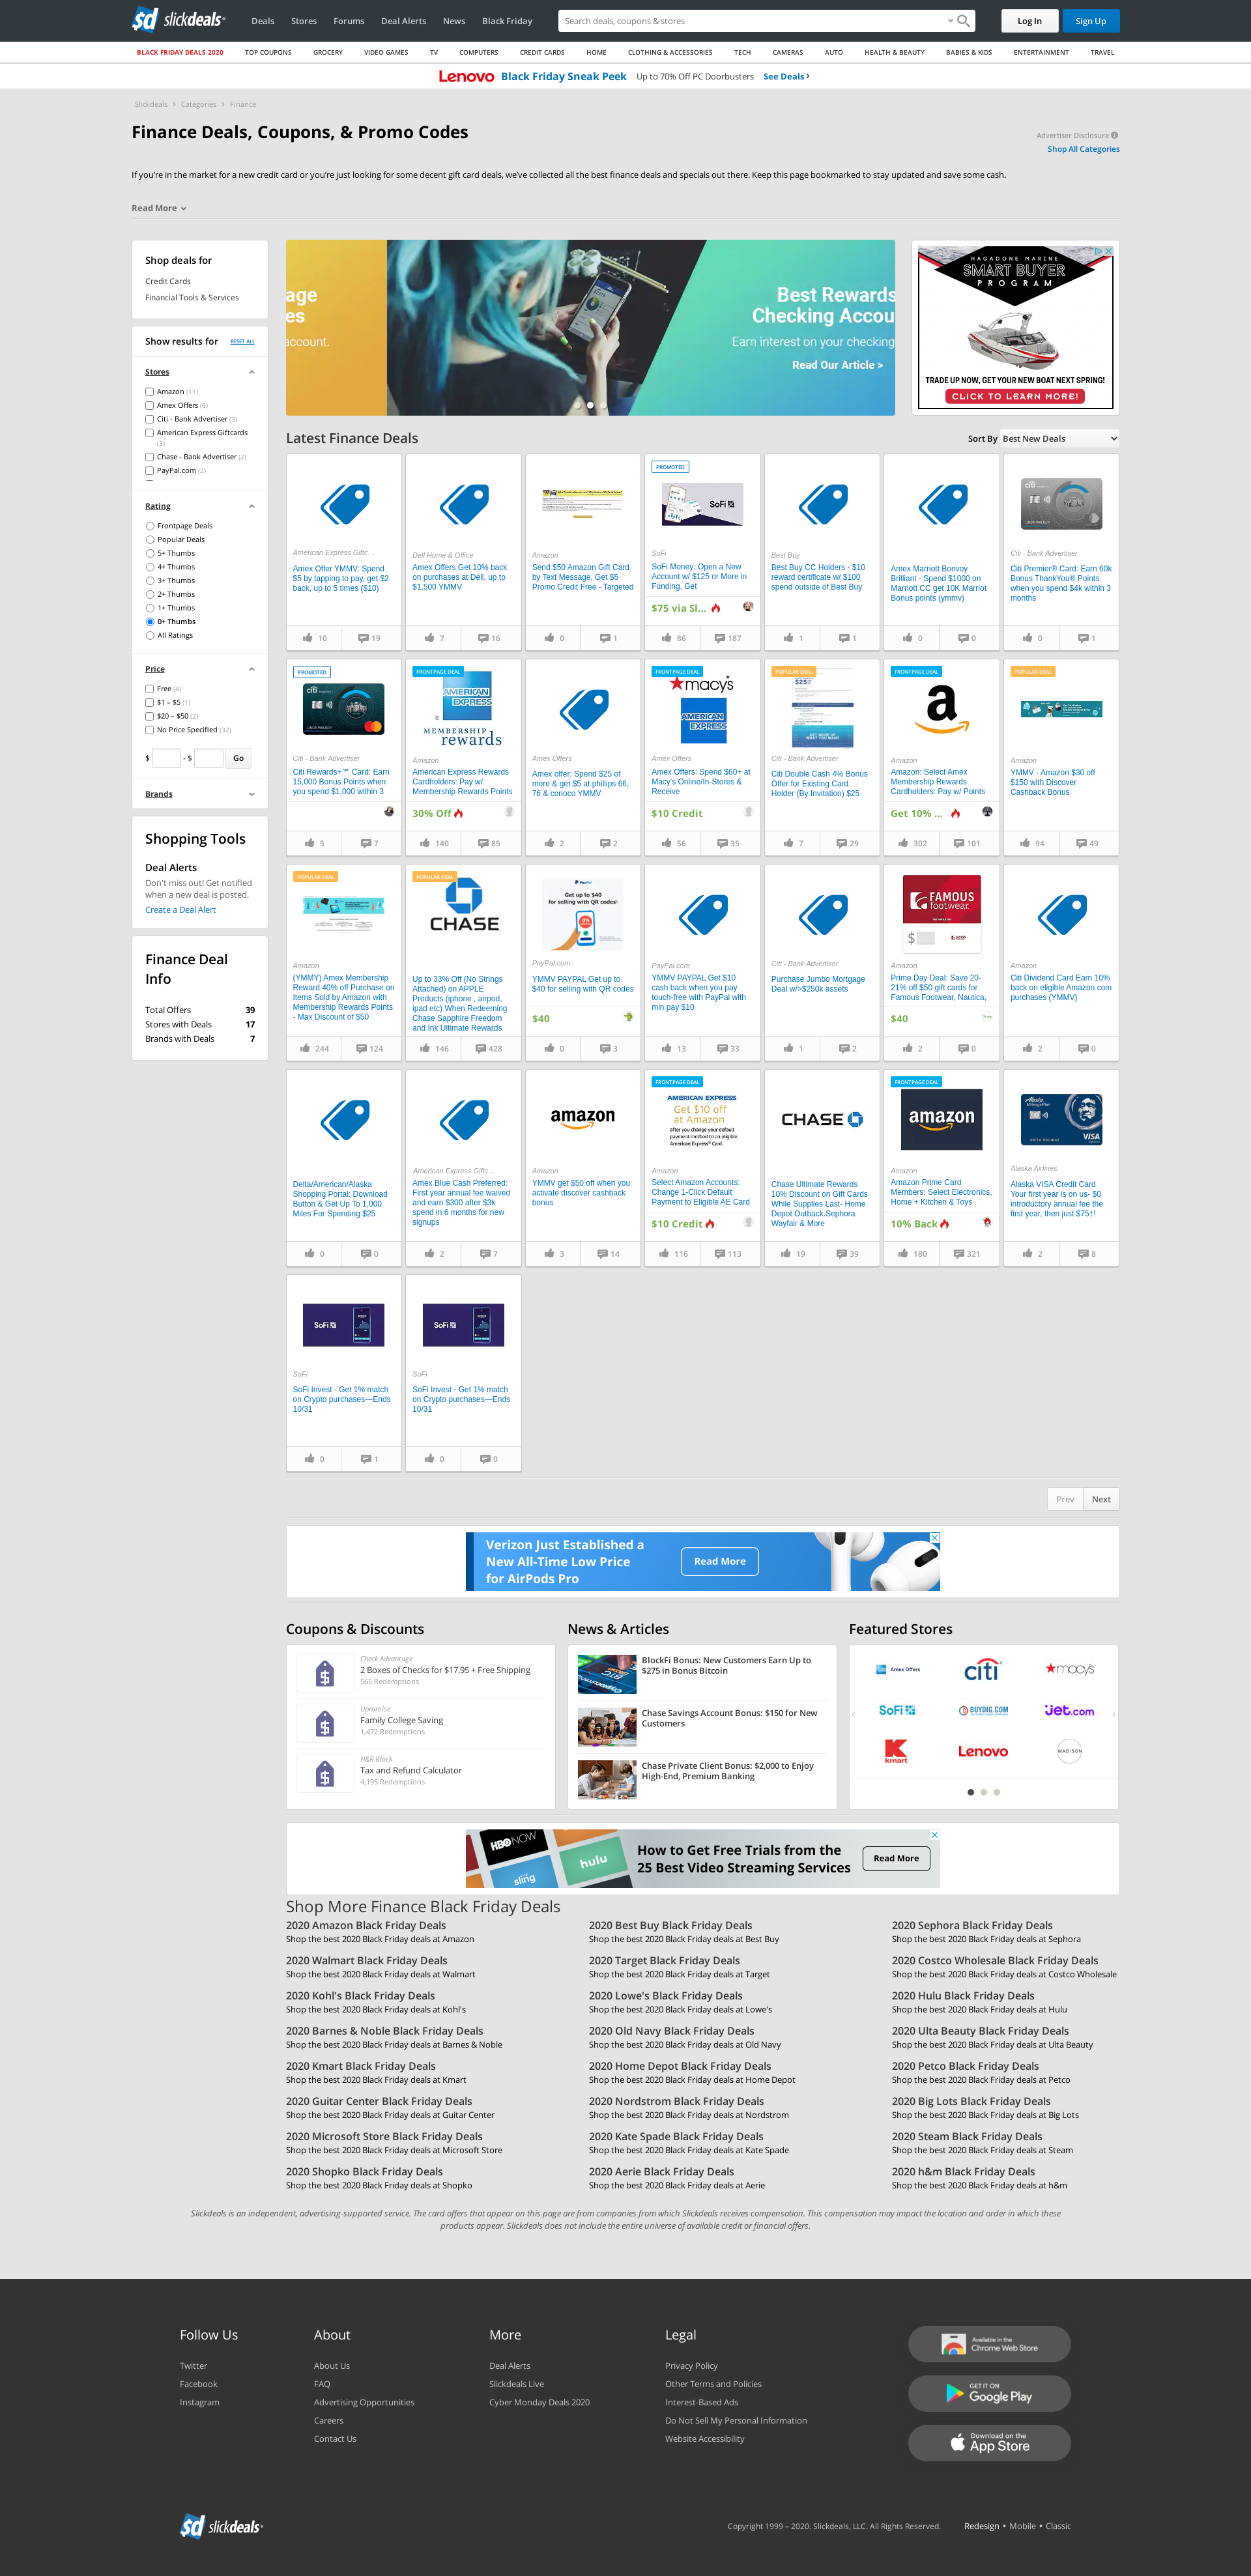 slickdeals
Deals Stores Forums Deal Alerts News Black Friday
Search deals, coupons & stores
Log In Sign Up
BLACK FRIDAY DEALS 2020 TOP COUPONS GROCERY VIDEO GAMES TV COMPUTERS CREDIT CARDS HOME CLOTHING & ACCESSORIES TECH CAMERAS AUTO HEALTH & BEAUTY BABIES & KIDS ENTERTAINMENT TRAVEL
Lenovo Black Friday Sneak Peek Up to 70% Off PC Doorbusters See Deals
Slickdeals › Categories › Finance
Finance Deals, Coupons, & Promo Codes
Advertiser Disclosure
Shop All Categories
If you're in the market for a new credit card or you're just looking for some decent gift card deals, we've collected all the best finance deals and specials out there. Keep this page bookmarked to stay updated and save some cash.
Read More
Shop deals for
Credit Cards
Financial Tools & Services
Show results for RESET ALL
Stores
Amazon (11)
Amex Offers (6)
Citi - Bank Advertiser (3)
American Express Giftcards
(3)
Chase - Bank Advertiser (2)
PayPal.com (2)
Rating
Frontpage Deals
Popular Deals
5+ Thumbs
4+ Thumbs
3+ Thumbs
2+ Thumbs
1+ Thumbs
0+ Thumbs
All Ratings
Price
Free (4)
$1 – $5 (1)
$20 – $50 (2)
No Price Specified (32)
$ - $ Go
Brands
Shopping Tools
Deal Alerts
Don't miss out! Get notified
when a new deal is posted.
Create a Deal Alert
Finance Deal
Info
Total Offers 39
Stores with Deals 17
Brands with Deals 7
age
es
account.
Best Rewards
Checking Accou
Earn interest on your checking
Read Our Article >
HAGADONE MARINE
SMART BUYER
PROGRAM
TRADE UP NOW, GET YOUR NEW BOAT NEXT SPRING!
CLICK TO LEARN MORE!
Latest Finance Deals
Sort By Best New Deals
American Express Giftc...
Amex Offer YMMV: Spend
$5 by tapping to pay, get $2
back, up to 5 times ($10)
10 19
Dell Home & Office
Amex Offers Get 10% back
on purchases at Dell, up to
$1,500 YMMV
7 16
Amazon
Send $50 Amazon Gift Card
by Text Message, Get $5
Promo Credit Free - Targeted
0 1
PROMOTED
SoFi
SoFi
SoFi Money: Open a New
Account w/ $125 or More in
Funding, Get
$75 via Sl...
86 187
Best Buy
Best Buy CC Holders - $10
reward certificate w/ $100
spend outside of Best Buy
1 1
Amex Marriott Bonvoy
Brilliant - Spend $1000 on
Marriott CC get 10K Marriot
Bonus points (ymmv)
0 0
Citi - Bank Advertiser
Citi Premier® Card: Earn 60k
Bonus ThankYou® Points
when you spend $4k within 3
months
0 1
PROMOTED
citi
Citi - Bank Advertiser
Citi Rewards+℠ Card: Earn
15,000 Bonus Points when
you spend $1,000 within 3
5 7
FRONTPAGE DEAL
AMERICAN EXPRESS
MEMBERSHIP rewards
Amazon
American Express Rewards
Cardholders: Pay w/
Membership Rewards Points
30% Off
140 85
Amex Offers
Amex offer: Spend $25 of
more & get $5 at phillips 66,
76 & conoco YMMV
2 2
FRONTPAGE DEAL
macy's
AMERICAN EXPRESS
Amex Offers
Amex Offers: Spend $60+ at
Macy's Online/In-Stores &
Receive
$10 Credit
56 35
POPULAR DEAL
$25
Citi - Bank Advertiser
Citi Double Cash 4% Bonus
Offer for Existing Card
Holder (By Invitation) $25
7 29
FRONTPAGE DEAL
a
Amazon
Amazon: Select Amex
Membership Rewards
Cardholders: Pay w/ Points
Get 10% ...
302 101
POPULAR DEAL
Amazon
YMMV - Amazon $30 off
$150 with Discover
Cashback Bonus
94 49
POPULAR DEAL
Amazon
(YMMY) Amex Membership
Reward 40% off Purchase on
Items Sold by Amazon with
Membership Rewards Points
- Max Discount of $50
244 124
POPULAR DEAL
CHASE
Up to 33% Off (No Strings
Attached) on APPLE
Products (iphone , airpod,
ipad etc) When Redeeming
Chase Sapphire Freedom
and Ink Ultimate Rewards
146 428
PayPal
Get up to $40
for selling with QR codes
PayPal.com
YMMV PAYPAL Get up to
$40 for selling with QR codes
$40
0 3
PayPal.com
YMMV PAYPAL Get $10
cash back when you pay
touch-free with PayPal with
min pay $10
13 33
Citi - Bank Advertiser
Purchase Jumbo Mortgage
Deal w/>$250k assets
1 2
FAMOUS footwear
$
Amazon
Prime Day Deal: Save 20-
21% off $50 gift cards for
Famous Footwear, Nautica,
$40
2 0
Amazon
Citi Dividend Card Earn 10%
back on eligible Amazon.com
purchases (YMMV)
2 0
Delta/American/Alaska
Shopping Portal: Download
Button & Get Up To 1,000
Miles For Spending $25
0 0
American Express Giftc...
Amex Blue Cash Preferred:
First year annual fee waived
and earn $300 after $3k
spend in 6 months for new
signups
2 7
amazon
Amazon
YMMV get $50 off when you
activate discover cashback
bonus
3 14
FRONTPAGE DEAL
AMERICAN EXPRESS
Get $10 off
at Amazon
after you change your default
payment method to an eligible
American Express® Card.
Amazon
Select Amazon Accounts:
Change 1-Click Default
Payment to Eligible AE Card
$10 Credit
116 113
CHASE
Chase Ultimate Rewards
10% Discount on Gift Cards
While Supplies Last- Home
Depot Outback.Sephora
Wayfair & More
19 39
FRONTPAGE DEAL
amazon
Amazon
Amazon Prime Card
Members: Select Electronics,
Home + Kitchen & Toys
10% Back
180 321
Alaska
VISA
Alaska Airlines
Alaska VISA Credit Card
Your first year is on us- $0
introductory annual fee the
first year, then just $75†!
2 8
SoFi
SoFi
SoFi Invest - Get 1% match
on Crypto purchases—Ends
10/31
0 1
SoFi
SoFi
SoFi Invest - Get 1% match
on Crypto purchases—Ends
10/31
0 0
Prev Next
Verizon Just Established a
New All-Time Low Price
for AirPods Pro
Read More
Coupons & Discounts
Check Advantage
2 Boxes of Checks for $17.95 + Free Shipping
565 Redemptions
Upromise
Family College Saving
1,472 Redemptions
H&R Block
Tax and Refund Calculator
4,195 Redemptions
News & Articles
BlockFi Bonus: New Customers Earn Up to
$275 in Bonus Bitcoin
Chase Savings Account Bonus: $150 for New
Customers
Chase Private Client Bonus: $2,000 to Enjoy
High-End, Premium Banking
Featured Stores
Amex Offers citi macy's
SoFi BUYDIG.COM jet.com
kmart Lenovo MADISON
HBO NOW
sling
hulu
How to Get Free Trials from the
25 Best Video Streaming Services
Read More
Shop More Finance Black Friday Deals
2020 Amazon Black Friday Deals 2020 Best Buy Black Friday Deals 2020 Sephora Black Friday Deals
Shop the best 2020 Black Friday deals at Amazon Shop the best 2020 Black Friday deals at Best Buy Shop the best 2020 Black Friday deals at Sephora
2020 Walmart Black Friday Deals 2020 Target Black Friday Deals 2020 Costco Wholesale Black Friday Deals
Shop the best 2020 Black Friday deals at Walmart Shop the best 2020 Black Friday deals at Target Shop the best 2020 Black Friday deals at Costco Wholesale
2020 Kohl's Black Friday Deals 2020 Lowe's Black Friday Deals 2020 Hulu Black Friday Deals
Shop the best 2020 Black Friday deals at Kohl's Shop the best 2020 Black Friday deals at Lowe's Shop the best 2020 Black Friday deals at Hulu
2020 Barnes & Noble Black Friday Deals 2020 Old Navy Black Friday Deals 2020 Ulta Beauty Black Friday Deals
Shop the best 2020 Black Friday deals at Barnes & Noble Shop the best 2020 Black Friday deals at Old Navy Shop the best 2020 Black Friday deals at Ulta Beauty
2020 Kmart Black Friday Deals 2020 Home Depot Black Friday Deals 2020 Petco Black Friday Deals
Shop the best 2020 Black Friday deals at Kmart Shop the best 2020 Black Friday deals at Home Depot Shop the best 2020 Black Friday deals at Petco
2020 Guitar Center Black Friday Deals 2020 Nordstrom Black Friday Deals 2020 Big Lots Black Friday Deals
Shop the best 2020 Black Friday deals at Guitar Center Shop the best 2020 Black Friday deals at Nordstrom Shop the best 2020 Black Friday deals at Big Lots
2020 Microsoft Store Black Friday Deals 2020 Kate Spade Black Friday Deals 2020 Steam Black Friday Deals
Shop the best 2020 Black Friday deals at Microsoft Store Shop the best 2020 Black Friday deals at Kate Spade Shop the best 2020 Black Friday deals at Steam
2020 Shopko Black Friday Deals 2020 Aerie Black Friday Deals 2020 h&m Black Friday Deals
Shop the best 2020 Black Friday deals at Shopko Shop the best 2020 Black Friday deals at Aerie Shop the best 2020 Black Friday deals at h&m
Slickdeals is an independent, advertising-supported service. The card offers that appear on this page are from companies from which Slickdeals receives compensation. This compensation may impact the location and order in which these
products appear. Slickdeals does not include the entire universe of available credit or financial offers.
Follow Us
Twitter
Facebook
Instagram
About
About Us
FAQ
Advertising Opportunities
Careers
Contact Us
More
Deal Alerts
Slickdeals Live
Cyber Monday Deals 2020
Legal
Privacy Policy
Other Terms and Policies
Interest-Based Ads
Do Not Sell My Personal Information
Website Accessibility
Available in the
Chrome Web Store
GET IT ON
Google Play
Download on the
App Store
slickdeals
Copyright 1999 – 2020. Slickdeals, LLC. All Rights Reserved. Redesign • Mobile • Classic